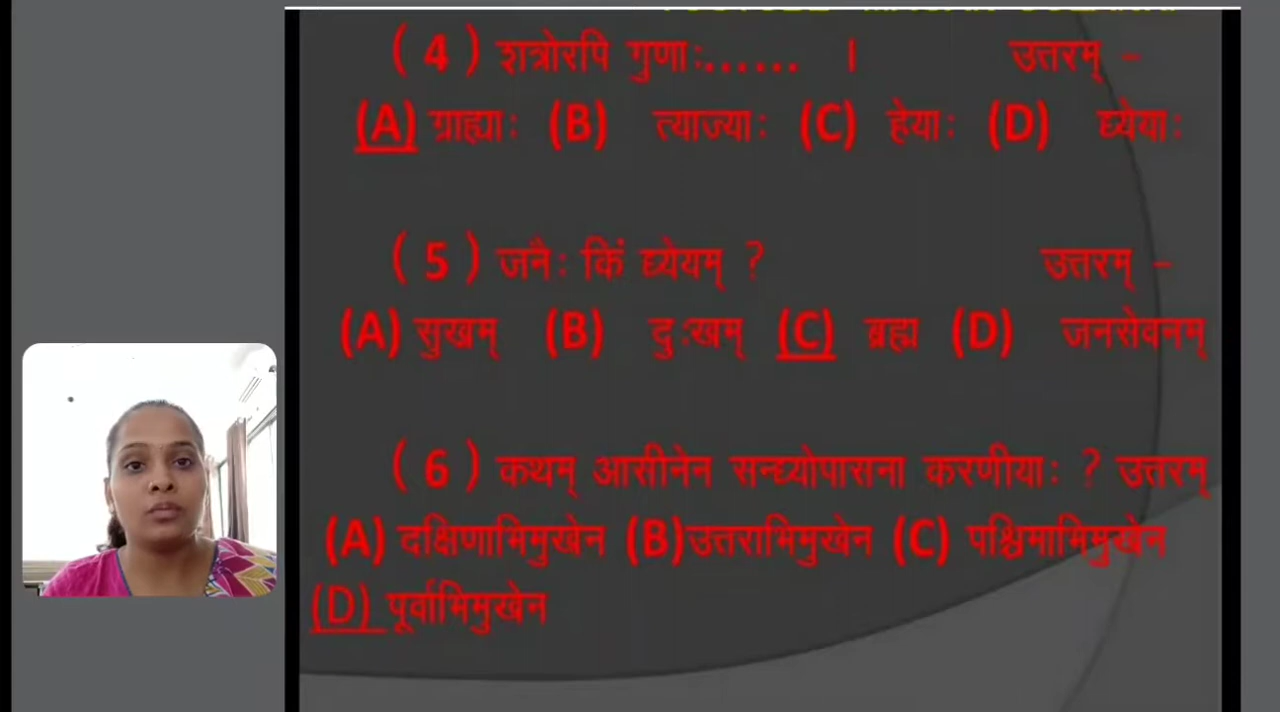 ( 4 ) शत्रोरपि गुणाः...... । उत्तरम् -
(A) ग्राह्याः (B) त्याज्याः (C) हेयाः (D) ध्येयाः
( 5 ) जनैः किं ध्येयम् ? उत्तरम् -
(A) सुखम् (B) दुःखम् (C) ब्रह्म (D) जनसेवनम्
( 6 ) कथम् आसीनेन सन्ध्योपासना करणीयाः ? उत्तरम्
(A) दक्षिणाभिमुखेन (B)उत्तराभिमुखेन (C) पश्चिमाभिमुखेन
(D) पूर्वाभिमुखेन